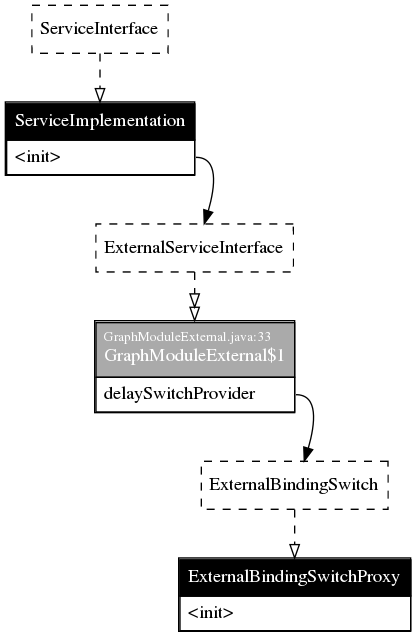 ServiceInterface
ServiceImplementation
<init>
ExternalServiceInterface
GraphModuleExternal.java:33
GraphModuleExternal$1
delaySwitchProvider
ExternalBindingSwitch
ExternalBindingSwitchProxy
<init>